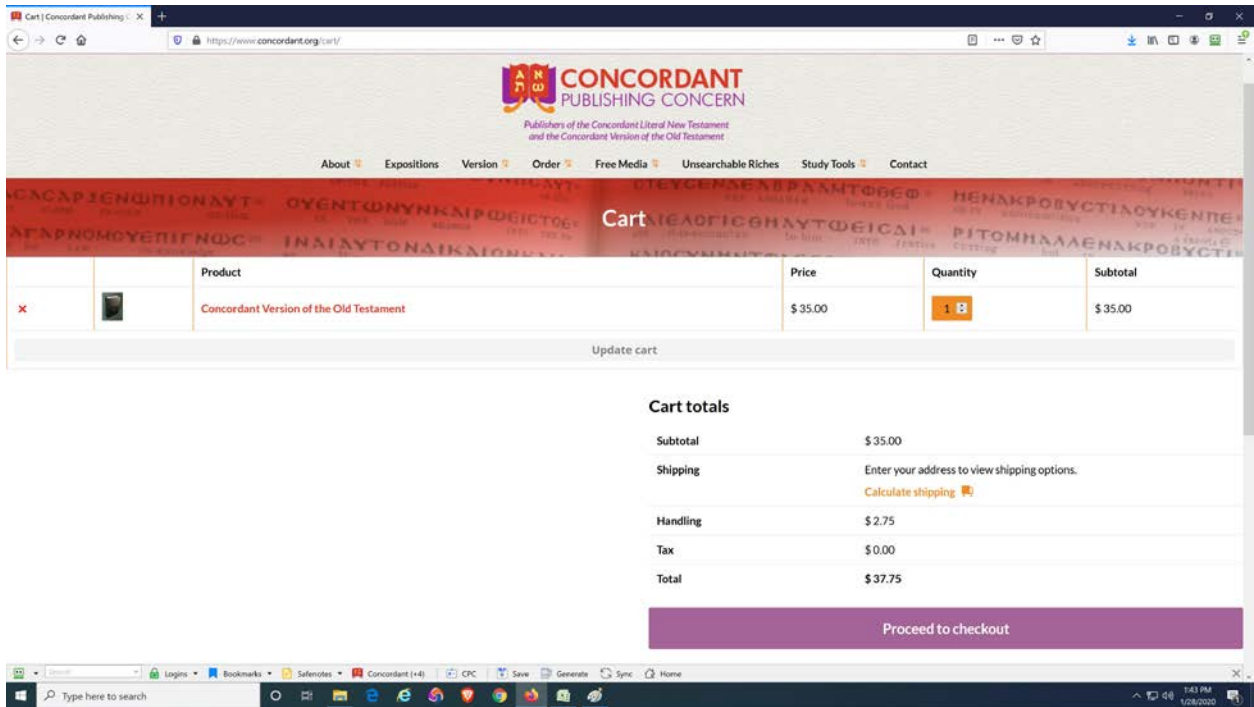 Cart | Concordant Publishing C
https://www.concordant.org/cart/
CONCORDANT
PUBLISHING CONCERN
Publishers of the Concordant Literal New Testament
and the Concordant Version of the Old Testament
About Expositions Version Order Free Media Unsearchable Riches Study Tools Contact
Cart
Product Price Quantity Subtotal
Concordant Version of the Old Testament $ 35.00 1 $ 35.00
Update cart
Cart totals
Subtotal $ 35.00
Shipping Enter your address to view shipping options.
Calculate shipping
Handling $ 2.75
Tax $ 0.00
Total $ 37.75
Proceed to checkout
Search Logins Bookmarks Safenotes Concordant (+4) CPC Save Generate Sync Home
Type here to search
1:43 PM
1/28/2020